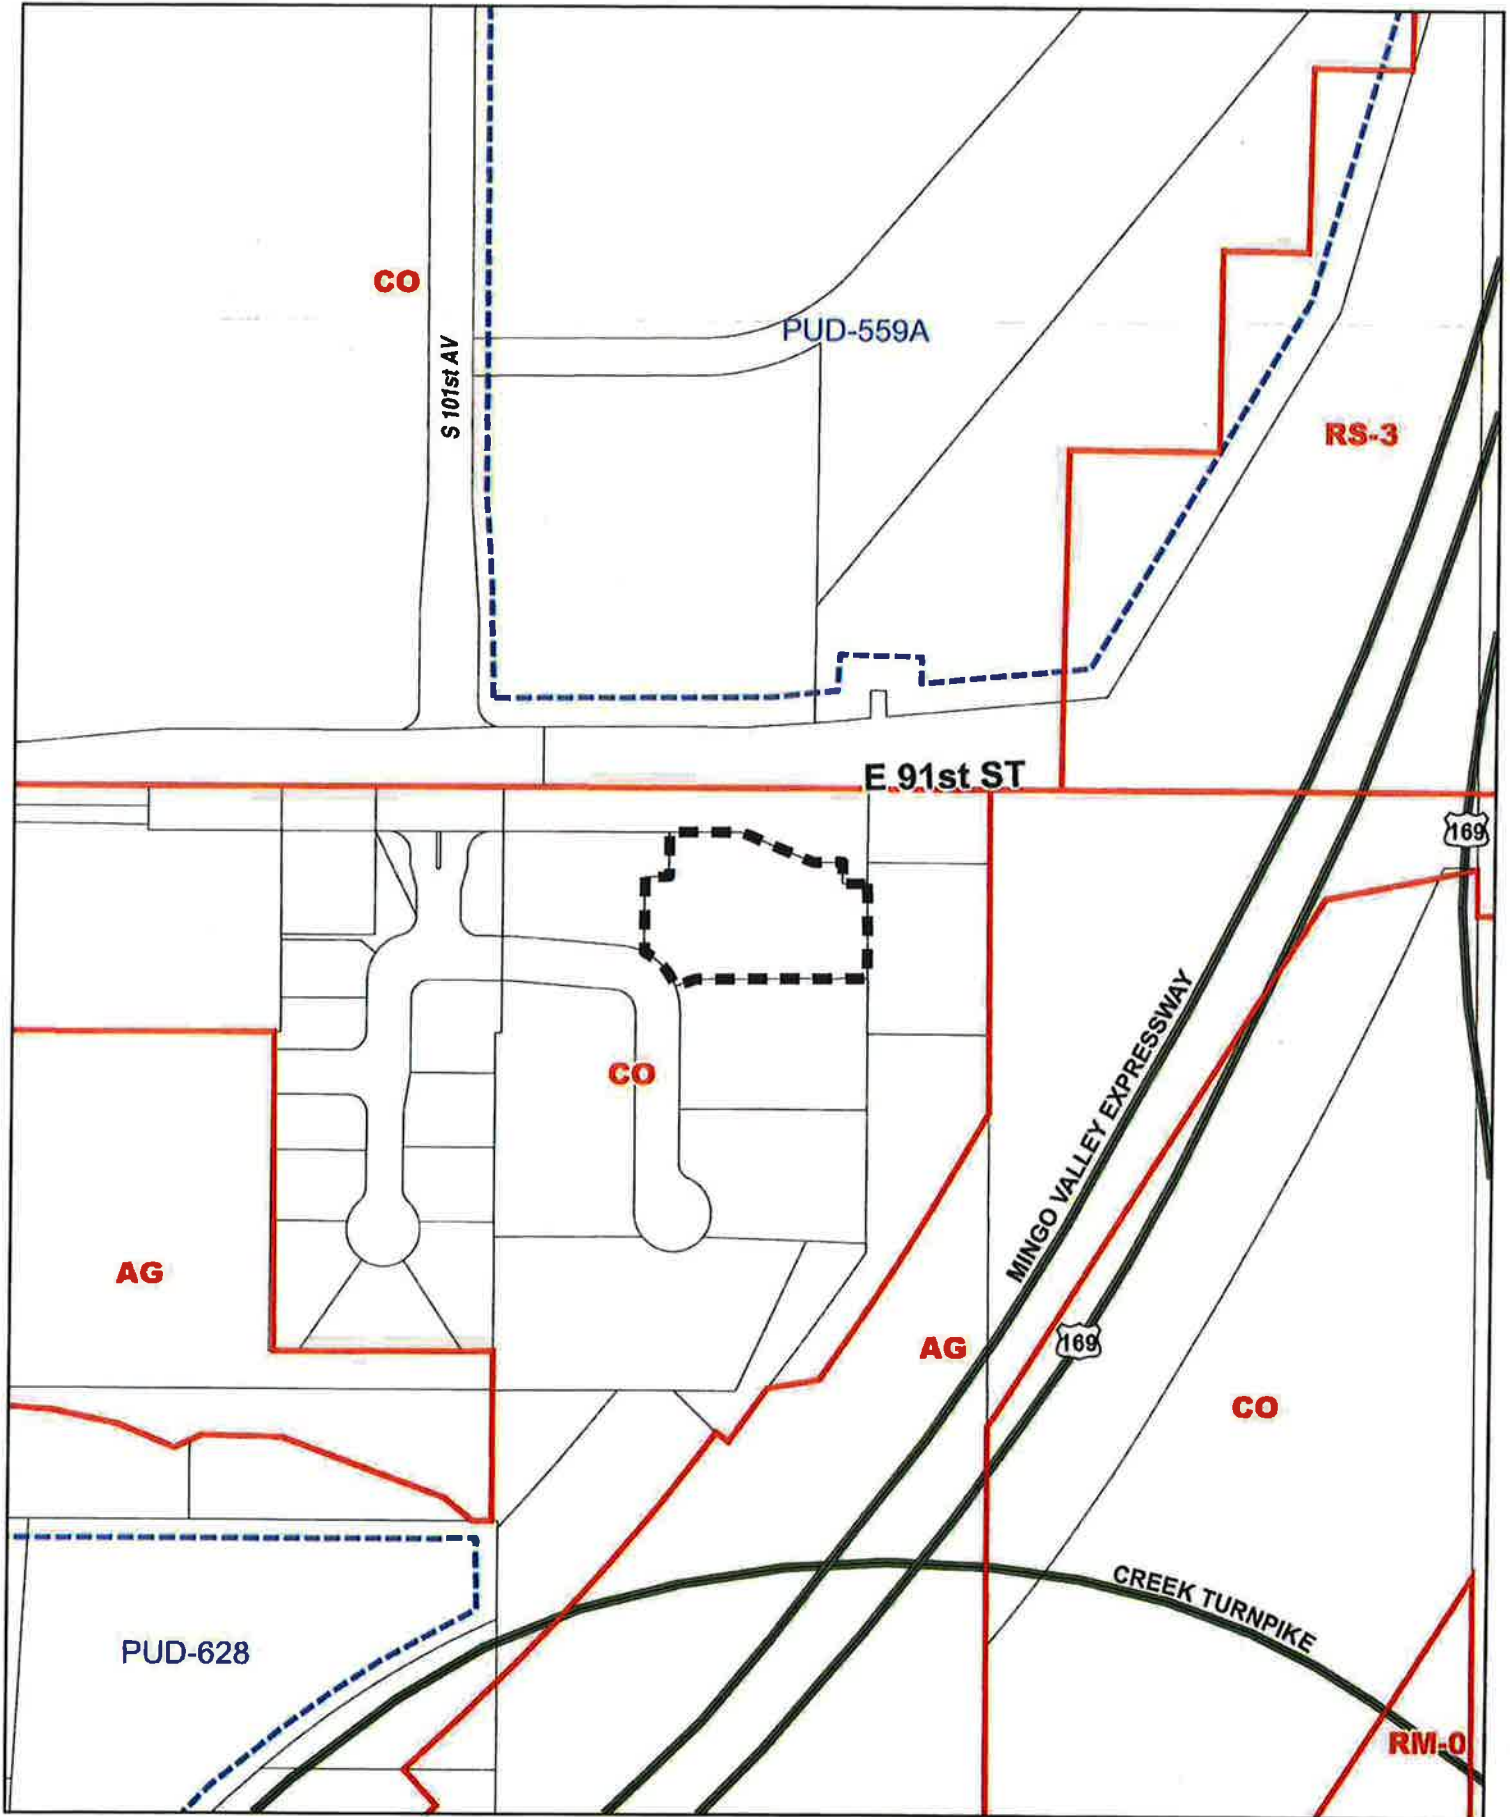 CO
PUD-559A
S 101st AV
RS-3
E 91st ST
169
CO
MINGO VALLEY EXPRESSWAY
AG
AG
169
CO
CREEK TURNPIKE
PUD-628
RM-0